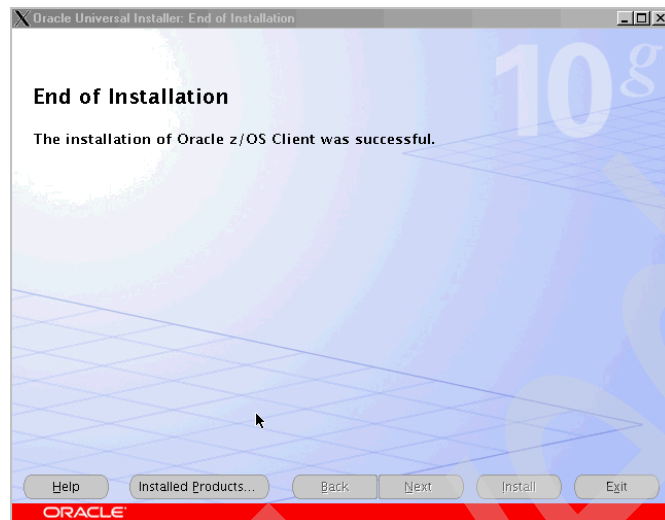 Oracle Universal Installer: End of Installation
10g
End of Installation
The installation of Oracle z/OS Client was successful.
Help Installed Products... Back Next Install Exit
ORACLE